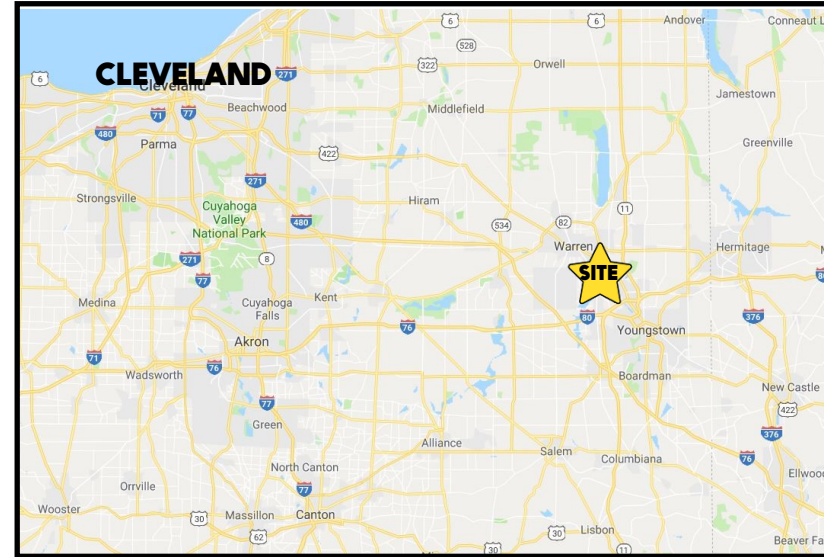 6
6
Andover
Conneaut L
528
322
Orwell
CLEVELAND
271
6
Cleveland
Jamestown
Beachwood
Middlefield
71
77
480
Parma
422
Greenville
271
Strongsville
Hiram
Cuyahoga
Valley
National Park
11
480
534
82
Warren
Hermitage
271
8
SITE
80
77
Medina
Cuyahoga
Falls
Kent
376
80
76
Youngstown
Akron
71
76
Wadsworth
Boardman
New Castle
77
422
Green
376
Alliance
Salem
Columbiana
76
North Canton
Ellwood
77
Orrville
Wooster
30
Massillon
Canton
62
30
Lisbon
30
11
Beaver Fa